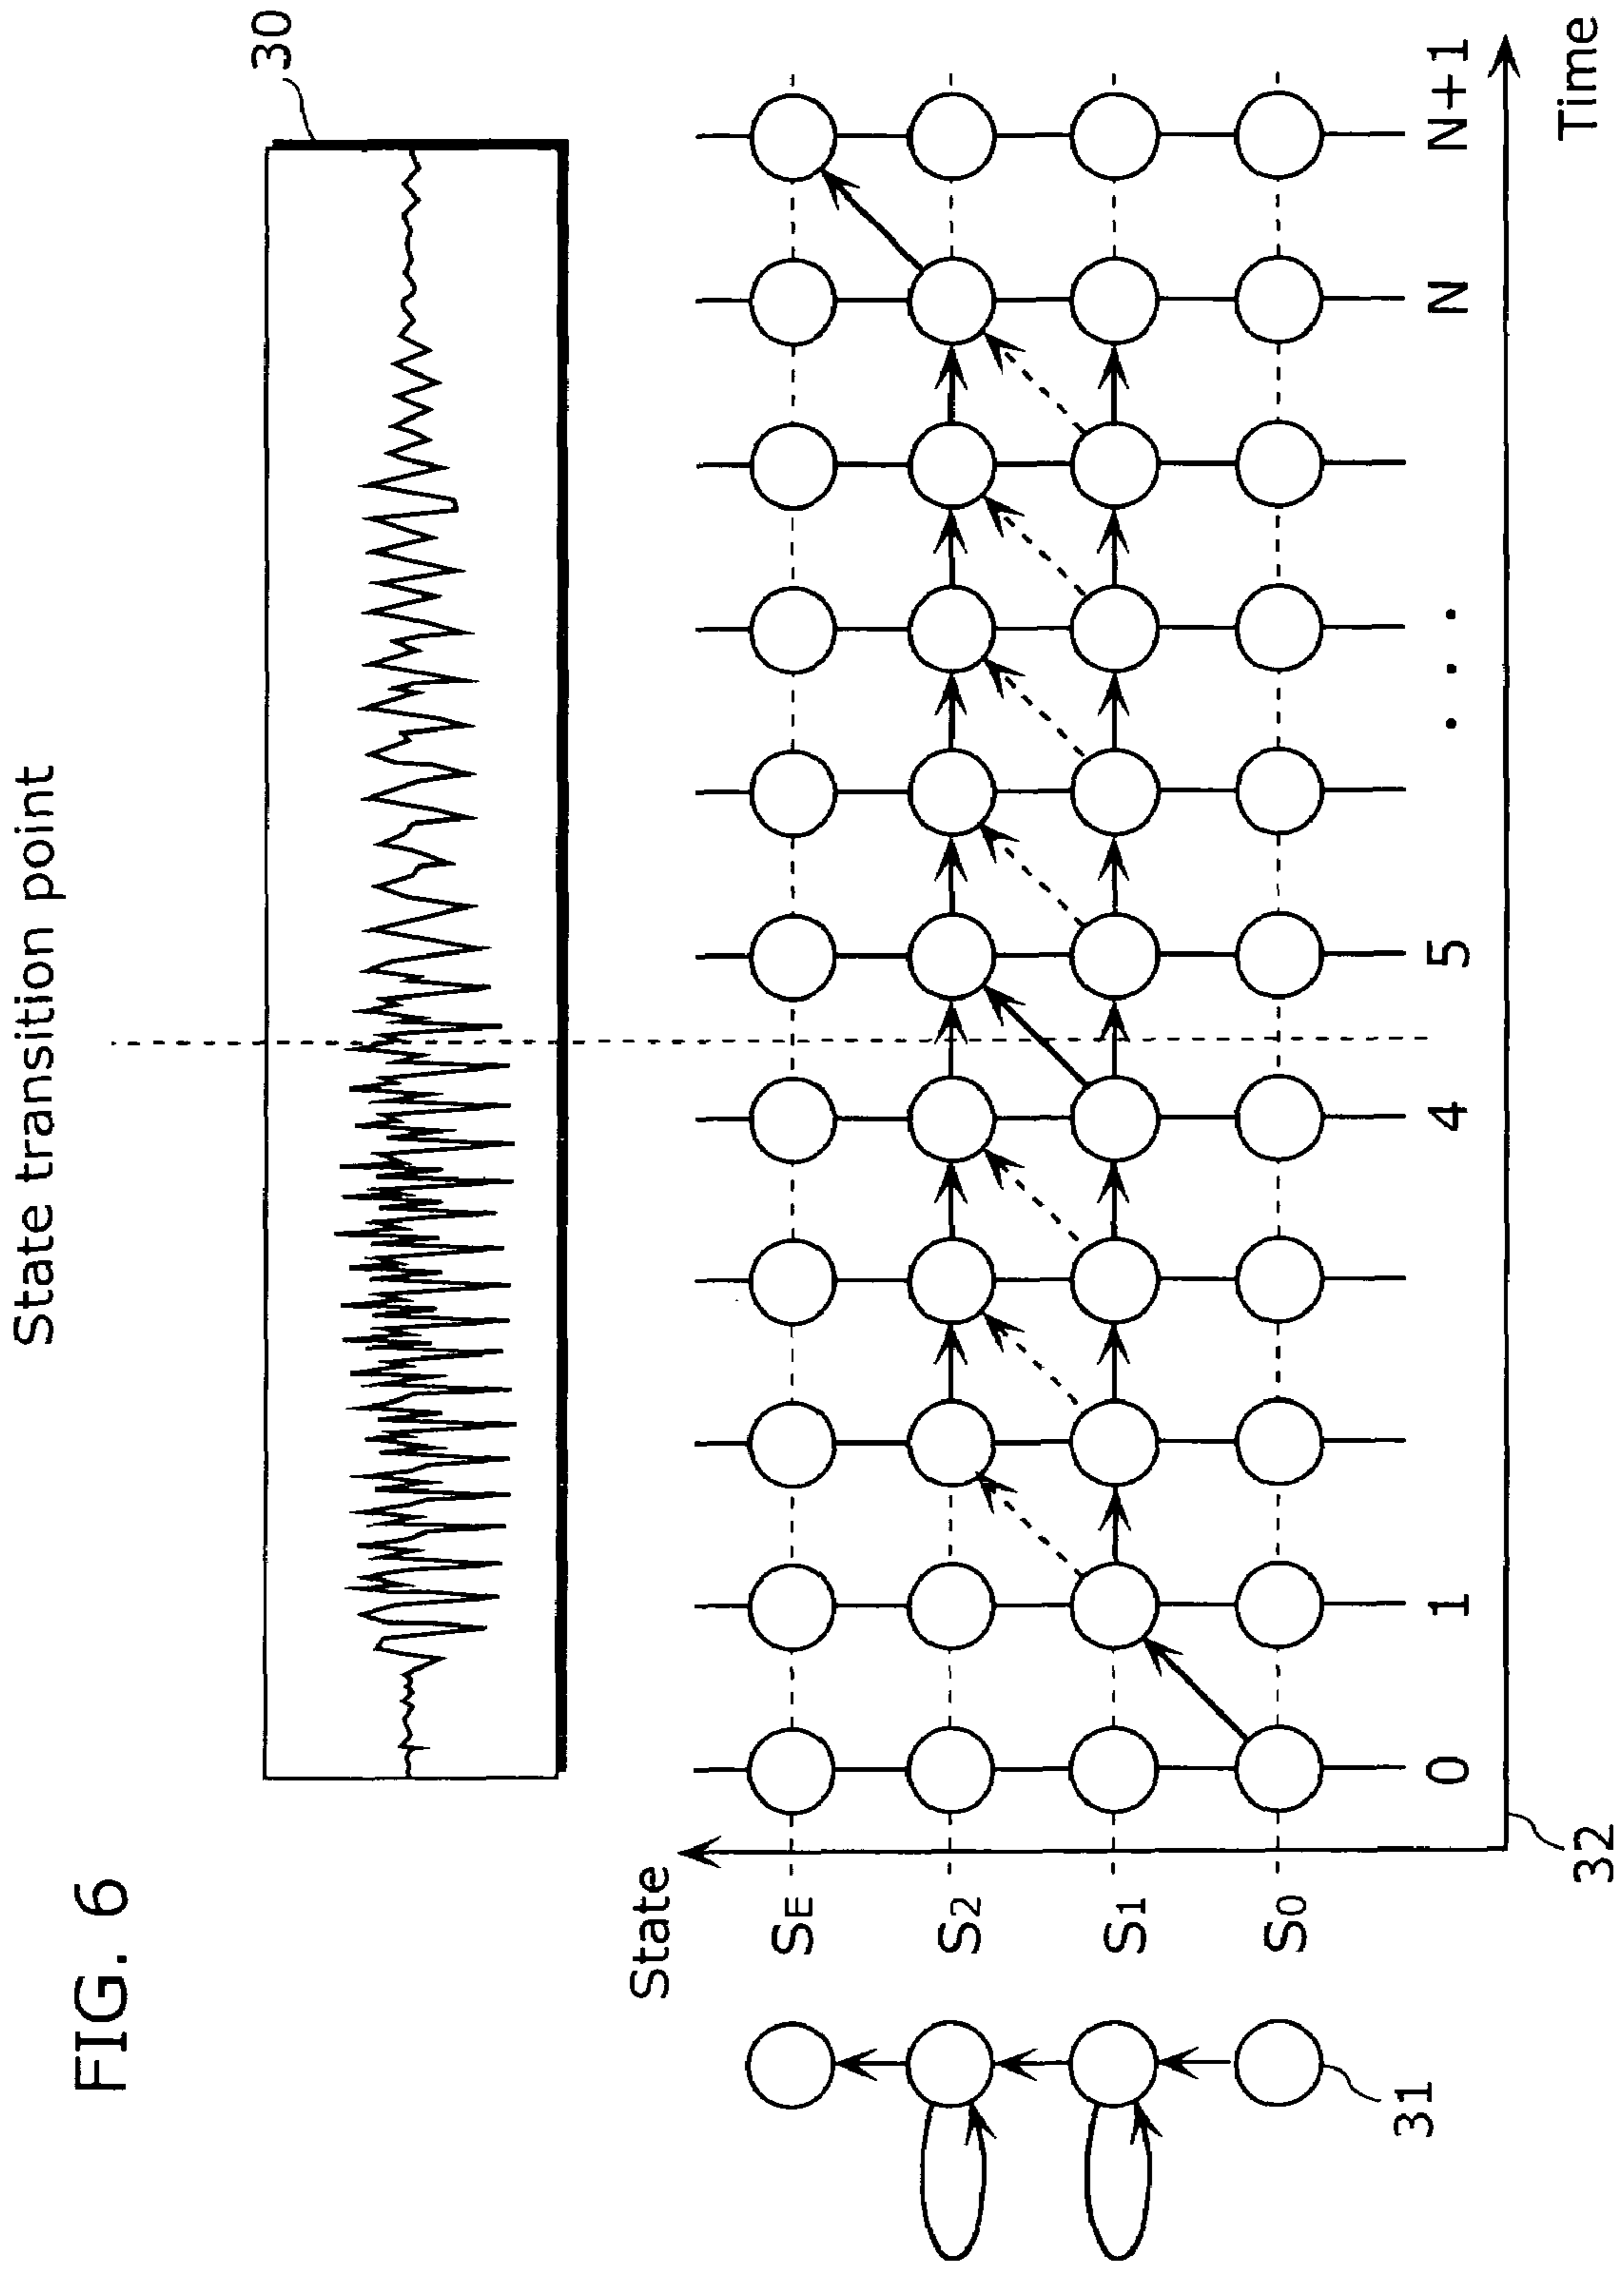 FIG. 6
State transition point
30
State
SE
S2
S1
S0
31
0
1
4
5
. . .
N
N+1
Time
32